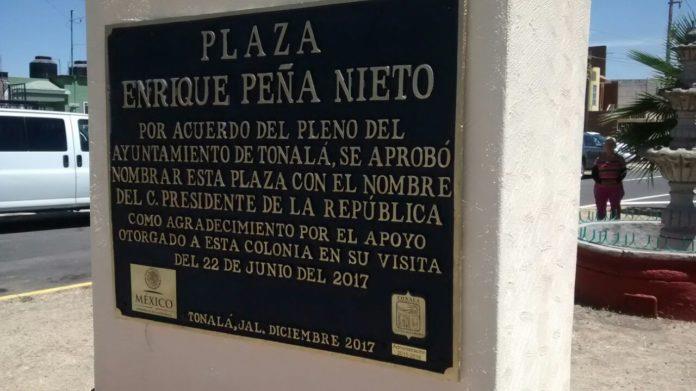 PLAZA
ENRIQUE PEÑA NIETO
POR ACUERDO DEL PLENO DEL
AYUNTAMIENTO DE TONALÁ, SE APROBÓ
NOMBRAR ESTA PLAZA CON EL NOMBRE
DEL C. PRESIDENTE DE LA REPÚBLICA
COMO AGRADECIMIENTO POR EL APOYO
OTORGADO A ESTA COLONIA EN SU VISITA
DEL 22 DE JUNIO DEL 2017
MÉXICO
TONALÁ
TONALÁ, JAL. DICIEMBRE 2017